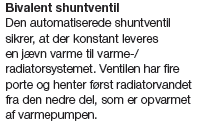 Bivalent shuntventil
Den automatiserede shuntventil
sikrer, at der konstant leveres
en jævn varme til varme-/
radiatorsystemet. Ventilen har fire
porte og henter først radiatorvandet
fra den nedre del, som er opvarmet
af varmepumpen.